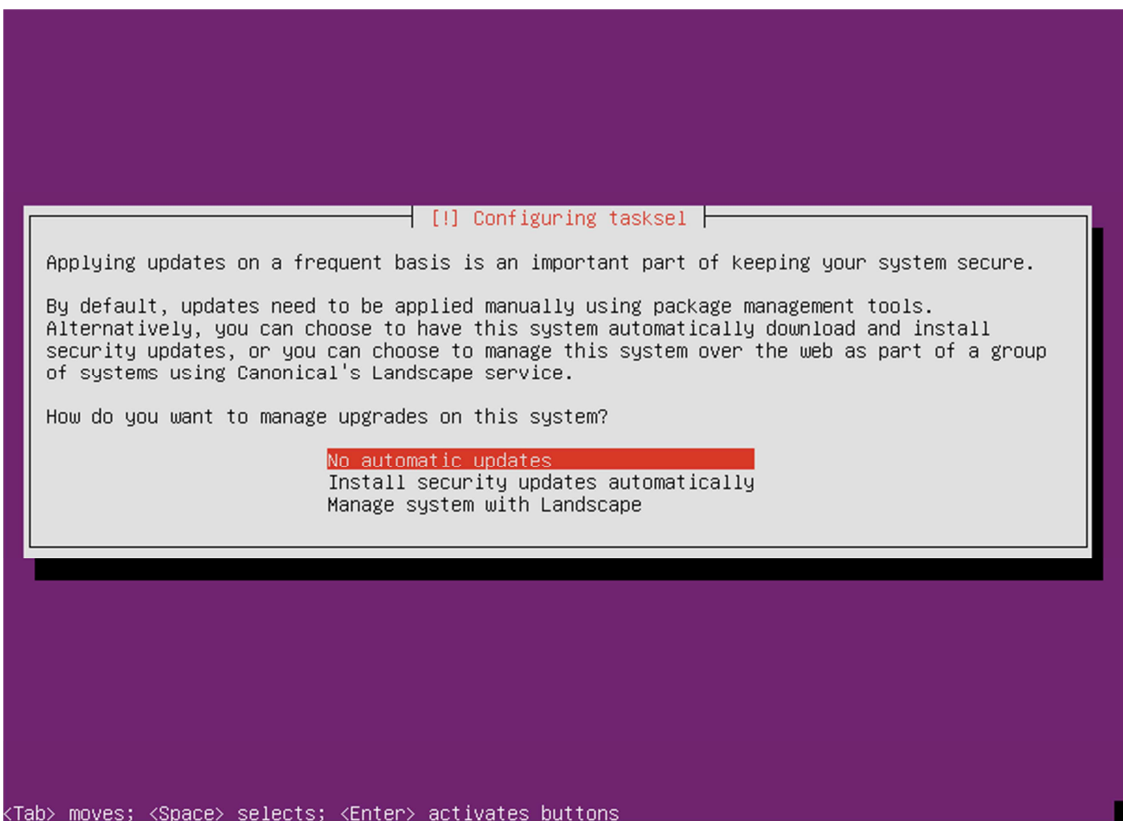 [!] Configuring tasksel
Applying updates on a frequent basis is an important part of keeping your system secure.
By default, updates need to be applied manually using package management tools.
Alternatively, you can choose to have this system automatically download and install
security updates, or you can choose to manage this system over the web as part of a group
of systems using Canonical's Landscape service.
How do you want to manage upgrades on this system?
No automatic updates
Install security updates automatically
Manage system with Landscape
<Tab> moves; <Space> selects; <Enter> activates buttons